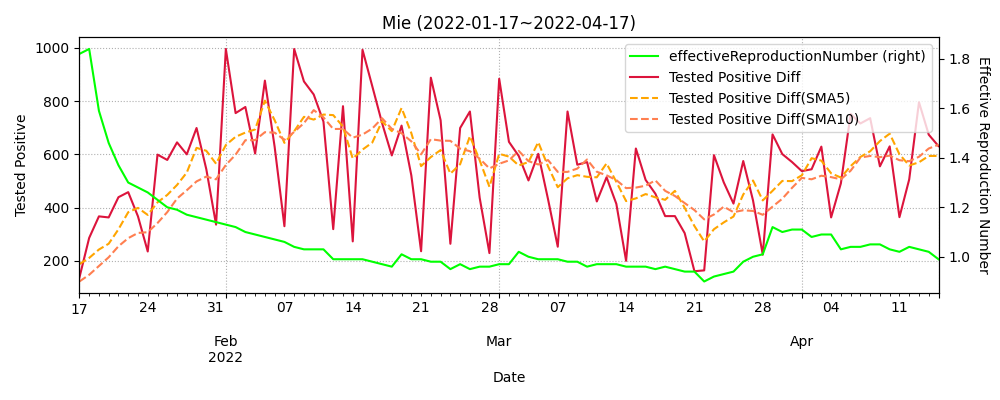 Mie (2022-01-17~2022-04-17)
effectiveReproductionNumber (right)
Tested Positive Diff
Tested Positive Diff(SMA5)
Tested Positive Diff(SMA10)
Tested Positive
1000
800
600
400
200
1.8
1.6
1.4
1.2
1.0
Effective Reproduction Number
17 24 31 07 14 21 28 07 14 21 28 04 11
Feb Mar Apr
2022
Date